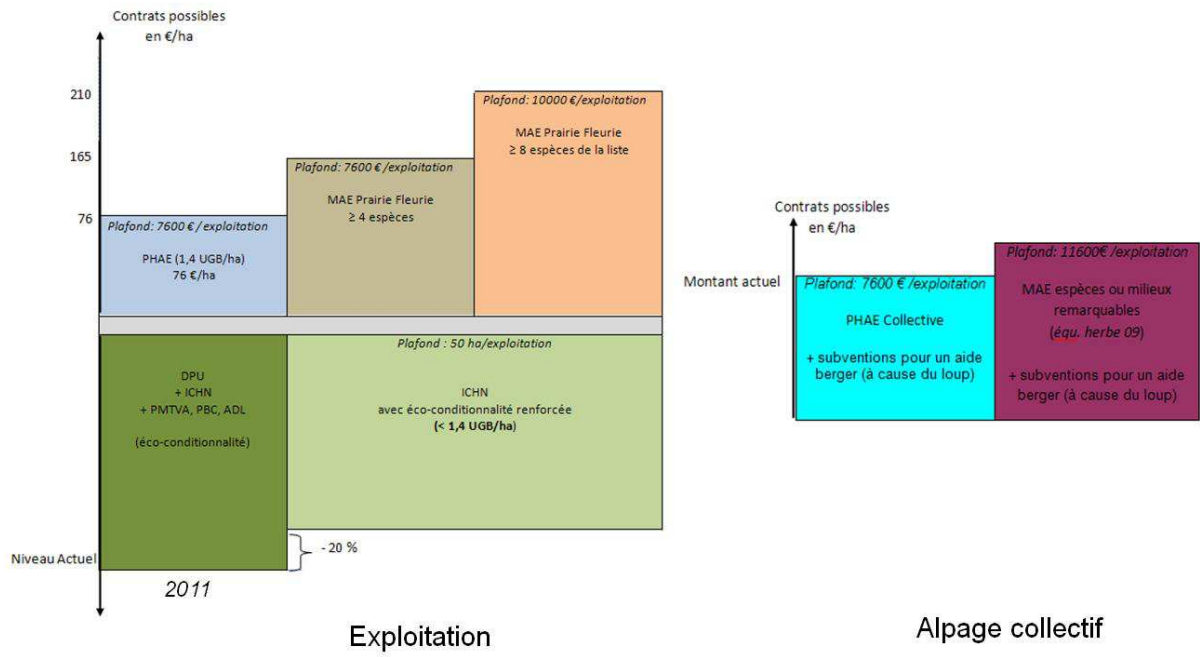 Contrats possibles
en €/ha
210
165
76
Plafond: 10000 €/exploitation
MAE Prairie Fleurie
≥ 8 espèces de la liste
Plafond: 7600 € /exploitation
MAE Prairie Fleurie
≥ 4 espèces
Plafond: 7600 € / exploitation
PHAE (1,4 UGB/ha)
76 €/ha
DPU
+ ICHN
+ PMTVA, PBC, ADL
(éco-conditionnalité)
Plafond : 50 ha/exploitation
ICHN
avec éco-conditionnalité renforcée
(< 1,4 UGB/ha)
Niveau Actuel
- 20 %
2011
Exploitation
Contrats possibles
en €/ha
Montant actuel
Plafond: 7600 € /exploitation
PHAE Collective
+ subventions pour un aide
berger (à cause du loup)
Plafond: 11600€ /exploitation
MAE espèces ou milieux
remarquables
(équ. herbe 09)
+ subventions pour un aide
berger (à cause du loup)
Alpage collectif